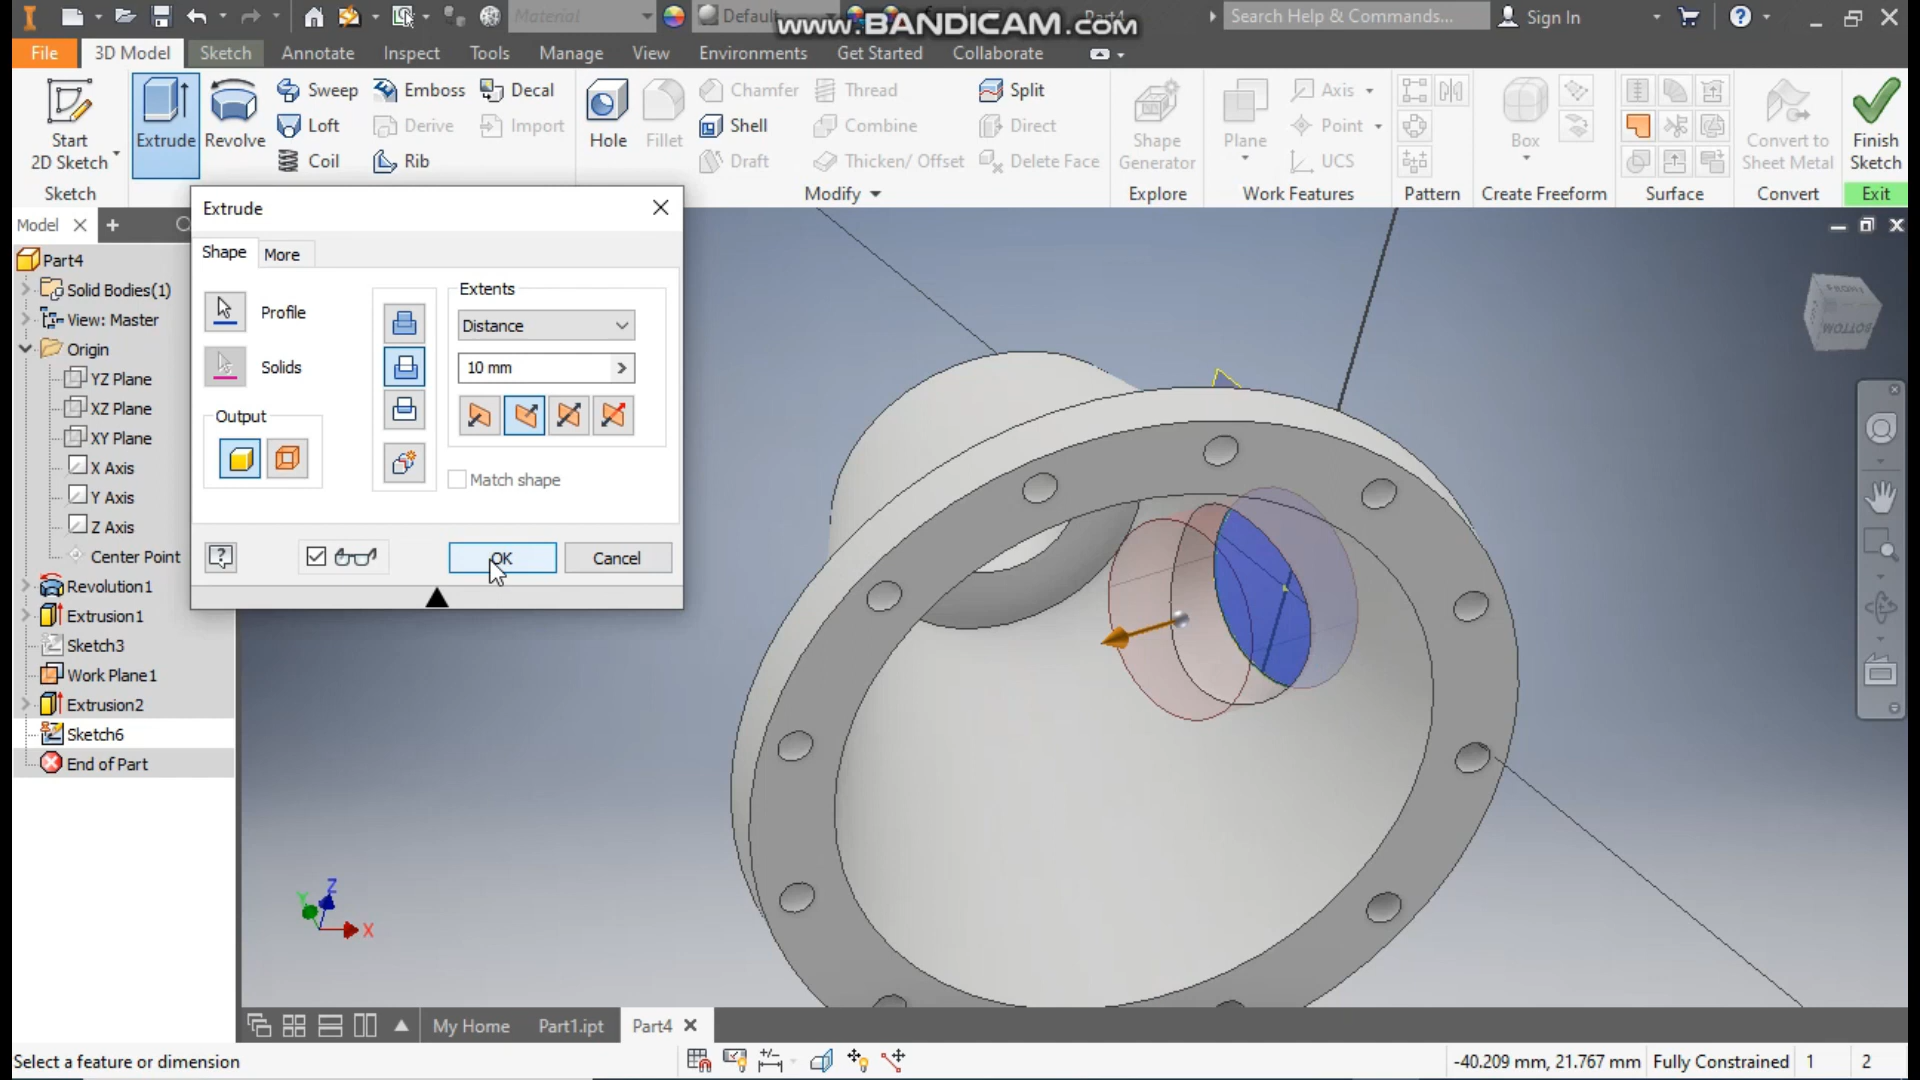 Material
Default
www.BANDICAM.com
Part4
Search Help & Commands...
Sign In
File
3D Model
Sketch
Annotate
Inspect
Tools
Manage
View
Environments
Get Started
Collaborate
Start
2D Sketch
Extrude
Revolve
Sweep
Loft
Coil
Emboss
Derive
Rib
Decal
Import
Hole
Fillet
Chamfer
Shell
Draft
Thread
Combine
Thicken/ Offset
Split
Direct
Delete Face
Shape
Generator
Plane
Axis
Point
UCS
Box
Convert to
Sheet Metal
Finish
Sketch
Sketch
Modify
Explore
Work Features
Pattern
Create Freeform
Surface
Convert
Exit
Model
Part4
Solid Bodies(1)
View: Master
Origin
YZ Plane
XZ Plane
XY Plane
X Axis
Y Axis
Z Axis
Center Point
Revolution1
Extrusion1
Sketch3
Work Plane1
Extrusion2
Sketch6
End of Part
Extrude
Shape
More
Profile
Solids
Output
Extents
Distance
10 mm
Match shape
OK
Cancel
FRONT
BOTTOM
Z
Y
X
My Home
Part1.ipt
Part4
Select a feature or dimension
-40.209 mm, 21.767 mm
Fully Constrained
1
2